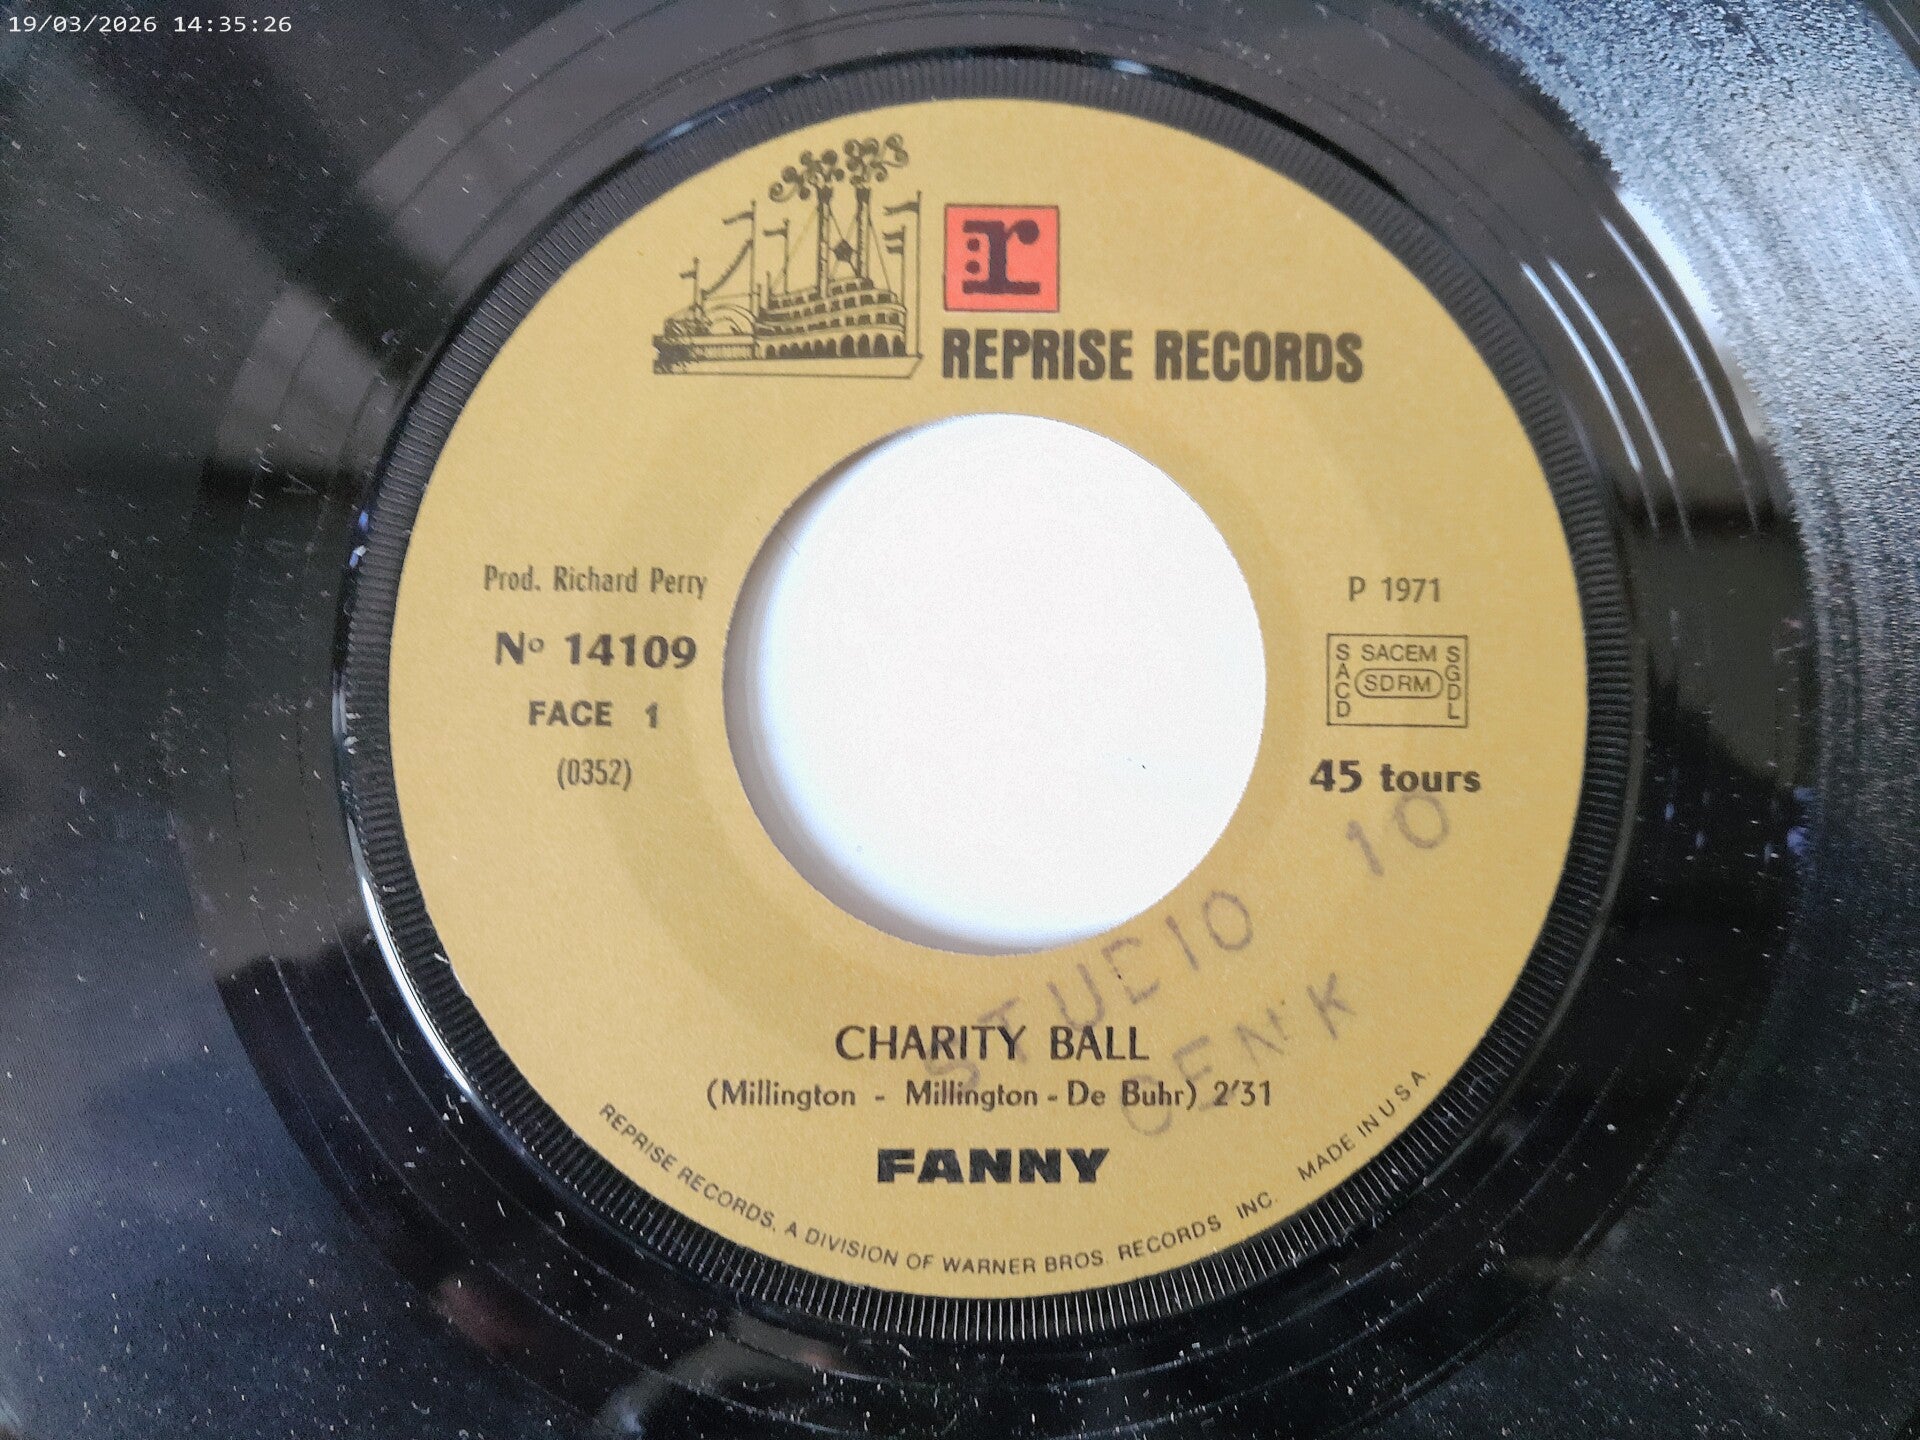 19/03/2026 14:35:26
r
REPRISE RECORDS
Prod. Richard Perry
Nº 14109
FACE 1
(0352)
P 1971
SACD
SACEM
SDRM
SGDL
45 tours
STUDIO 10
CHARITY BALL
(Millington - Millington - De Buhr) 2'31
FANNY
REPRISE RECORDS, A DIVISION OF WARNER BROS. RECORDS INC. MADE IN U S A.